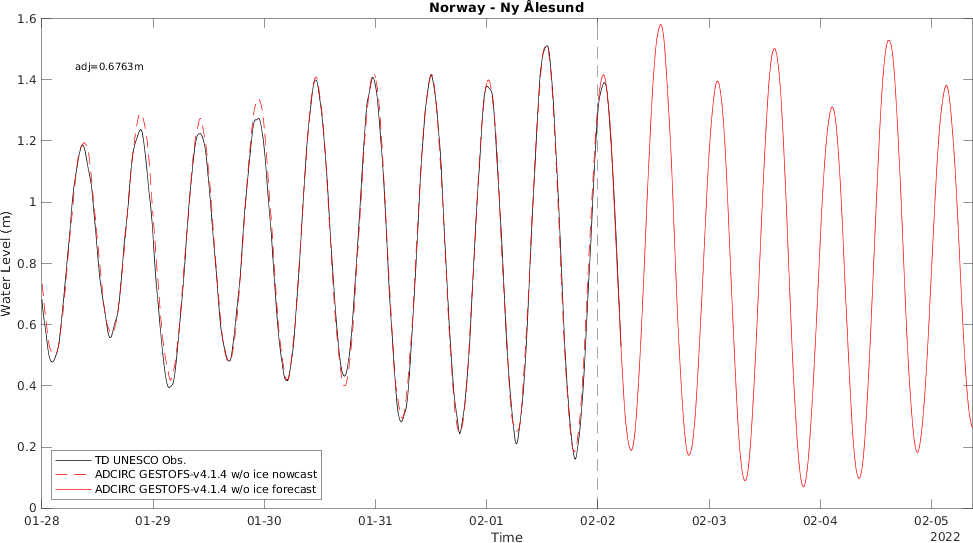 Norway - Ny Ålesund
1.6
1.4
1.2
1
0.8
0.6
0.4
0.2
0
Water Level (m)
adj=0.6763m
TD UNESCO Obs.
ADCIRC GESTOFS-v4.1.4 w/o ice nowcast
ADCIRC GESTOFS-v4.1.4 w/o ice forecast
01-28 01-29 01-30 01-31 02-01 02-02 02-03 02-04 02-05
Time
2022